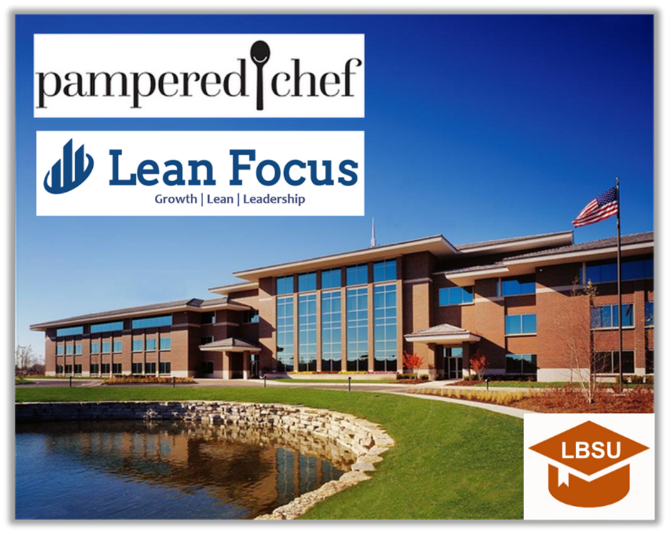 pampered chef
Lean Focus
Growth | Lean | Leadership
LBSU